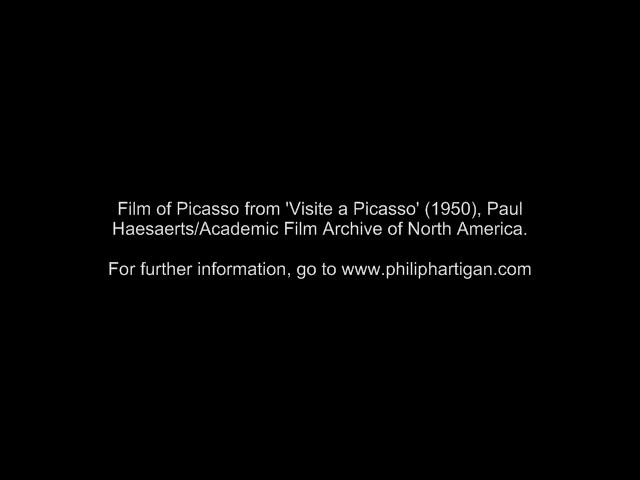 Film of Picasso from 'Visite a Picasso' (1950), Paul
Haesaerts/Academic Film Archive of North America.
For further information, go to www.philiphartigan.com